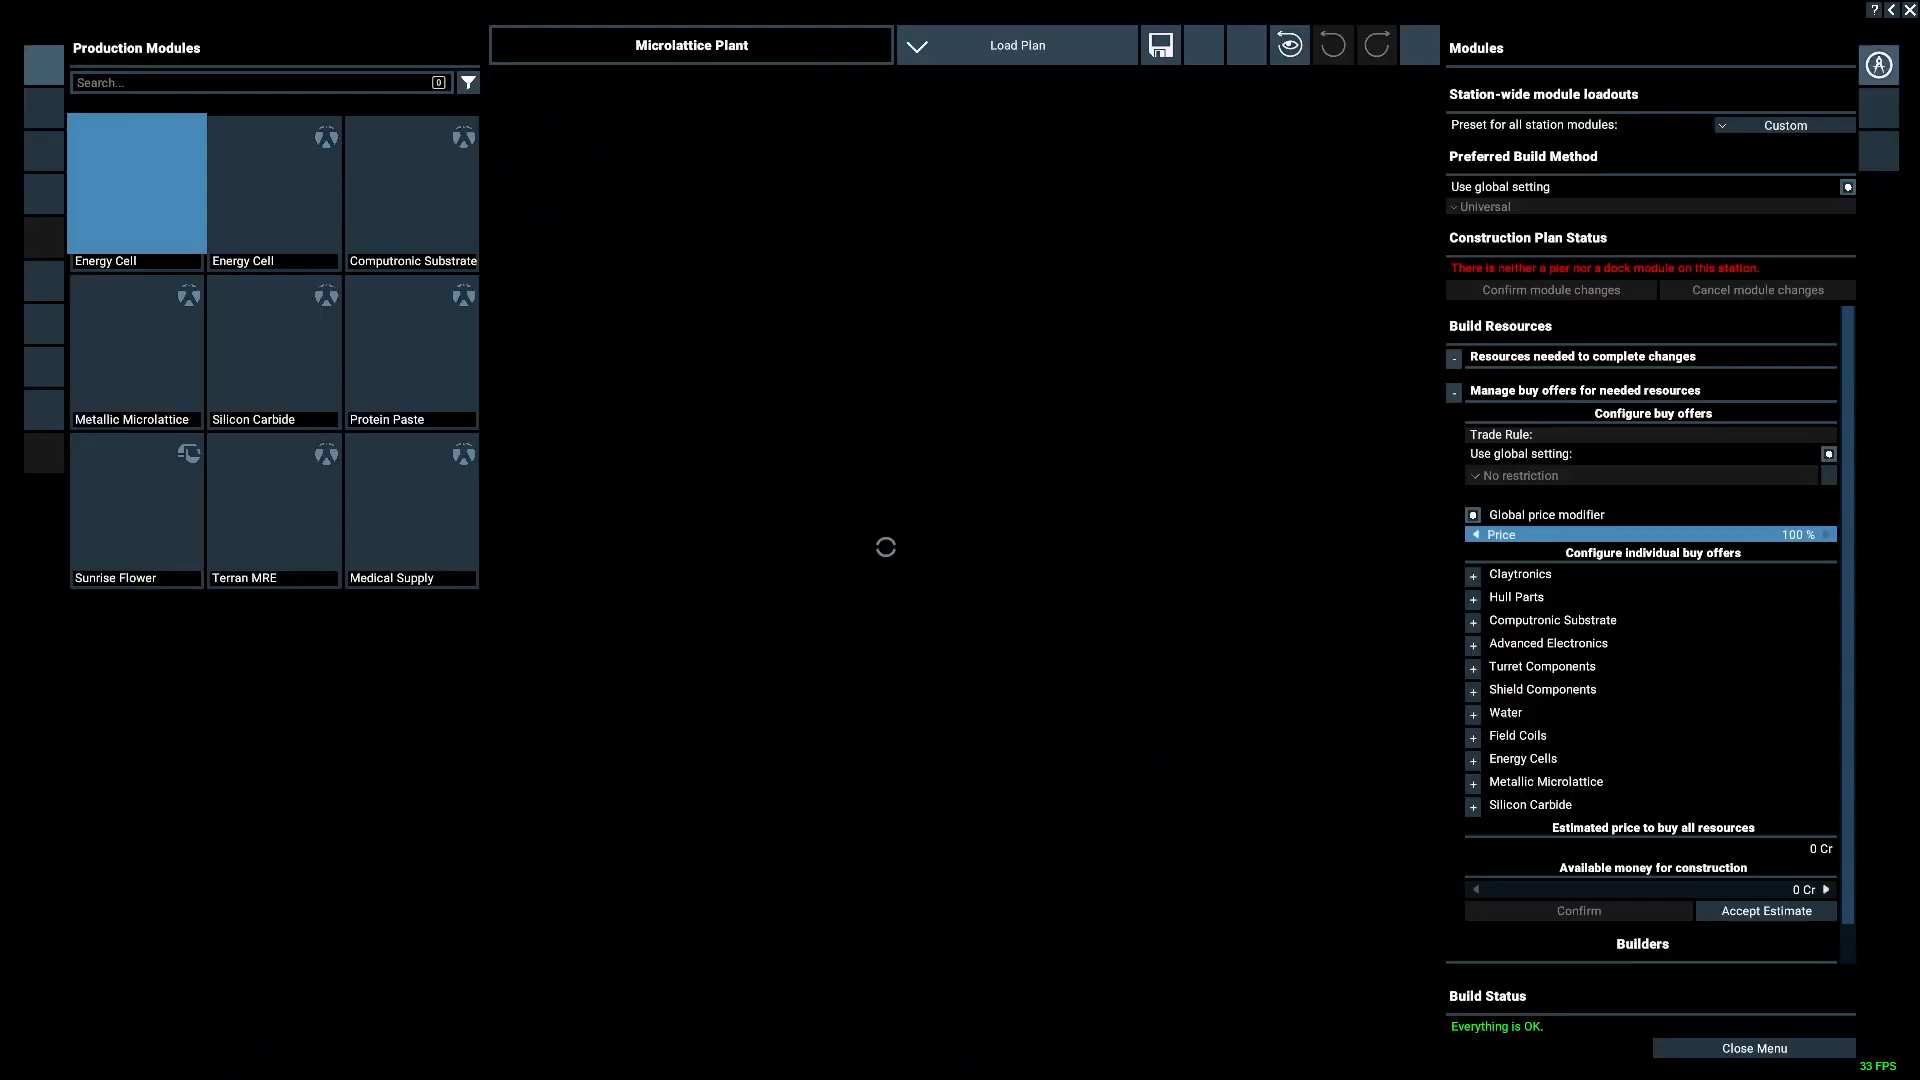 ? < X
Production Modules
Search...
0
Energy Cell
Energy Cell
Computronic Substrate
Metallic Microlattice
Silicon Carbide
Protein Paste
Sunrise Flower
Terran MRE
Medical Supply
Microlattice Plant
Load Plan
Modules
Station-wide module loadouts
Preset for all station modules:
Custom
Preferred Build Method
Use global setting
Universal
Construction Plan Status
There is neither a pier nor a dock module on this station.
Confirm module changes
Cancel module changes
Build Resources
- Resources needed to complete changes
- Manage buy offers for needed resources
Configure buy offers
Trade Rule:
Use global setting:
No restriction
Global price modifier
Price 100 %
Configure individual buy offers
+ Claytronics
+ Hull Parts
+ Computronic Substrate
+ Advanced Electronics
+ Turret Components
+ Shield Components
+ Water
+ Field Coils
+ Energy Cells
+ Metallic Microlattice
+ Silicon Carbide
Estimated price to buy all resources
0 Cr
Available money for construction
0 Cr
Confirm
Accept Estimate
Builders
Build Status
Everything is OK.
Close Menu
33 FPS